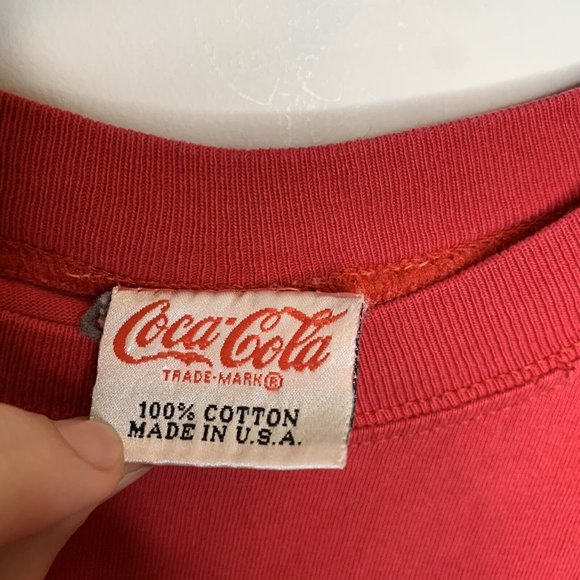 Coca-Cola
TRADE-MARK®
100% COTTON
MADE IN U.S.A.